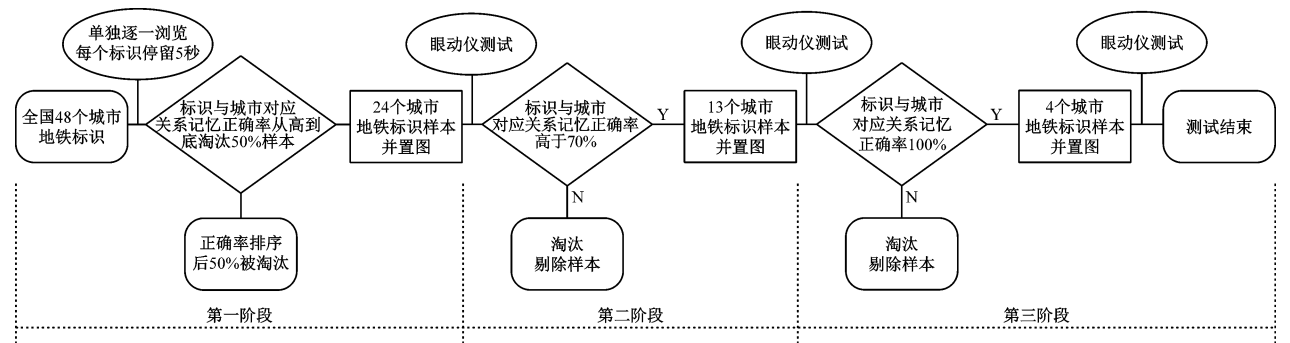 单独逐一浏览
每个标识停留5秒
全国48个城市
地铁标识
标识与城市对应
关系记忆正确率从高到
底淘汰50%样本
正确率排序
后50%被淘汰
24个城市
地铁标识样本
并置图
眼动仪测试
标识与城市
对应关系记忆正确率
高于70%
Y
N
淘汰
剔除样本
13个城市
地铁标识样本
并置图
眼动仪测试
标识与城市
对应关系记忆
正确率100%
Y
N
淘汰
剔除样本
4个城市
地铁标识样本
并置图
眼动仪测试
测试结束
第一阶段
第二阶段
第三阶段